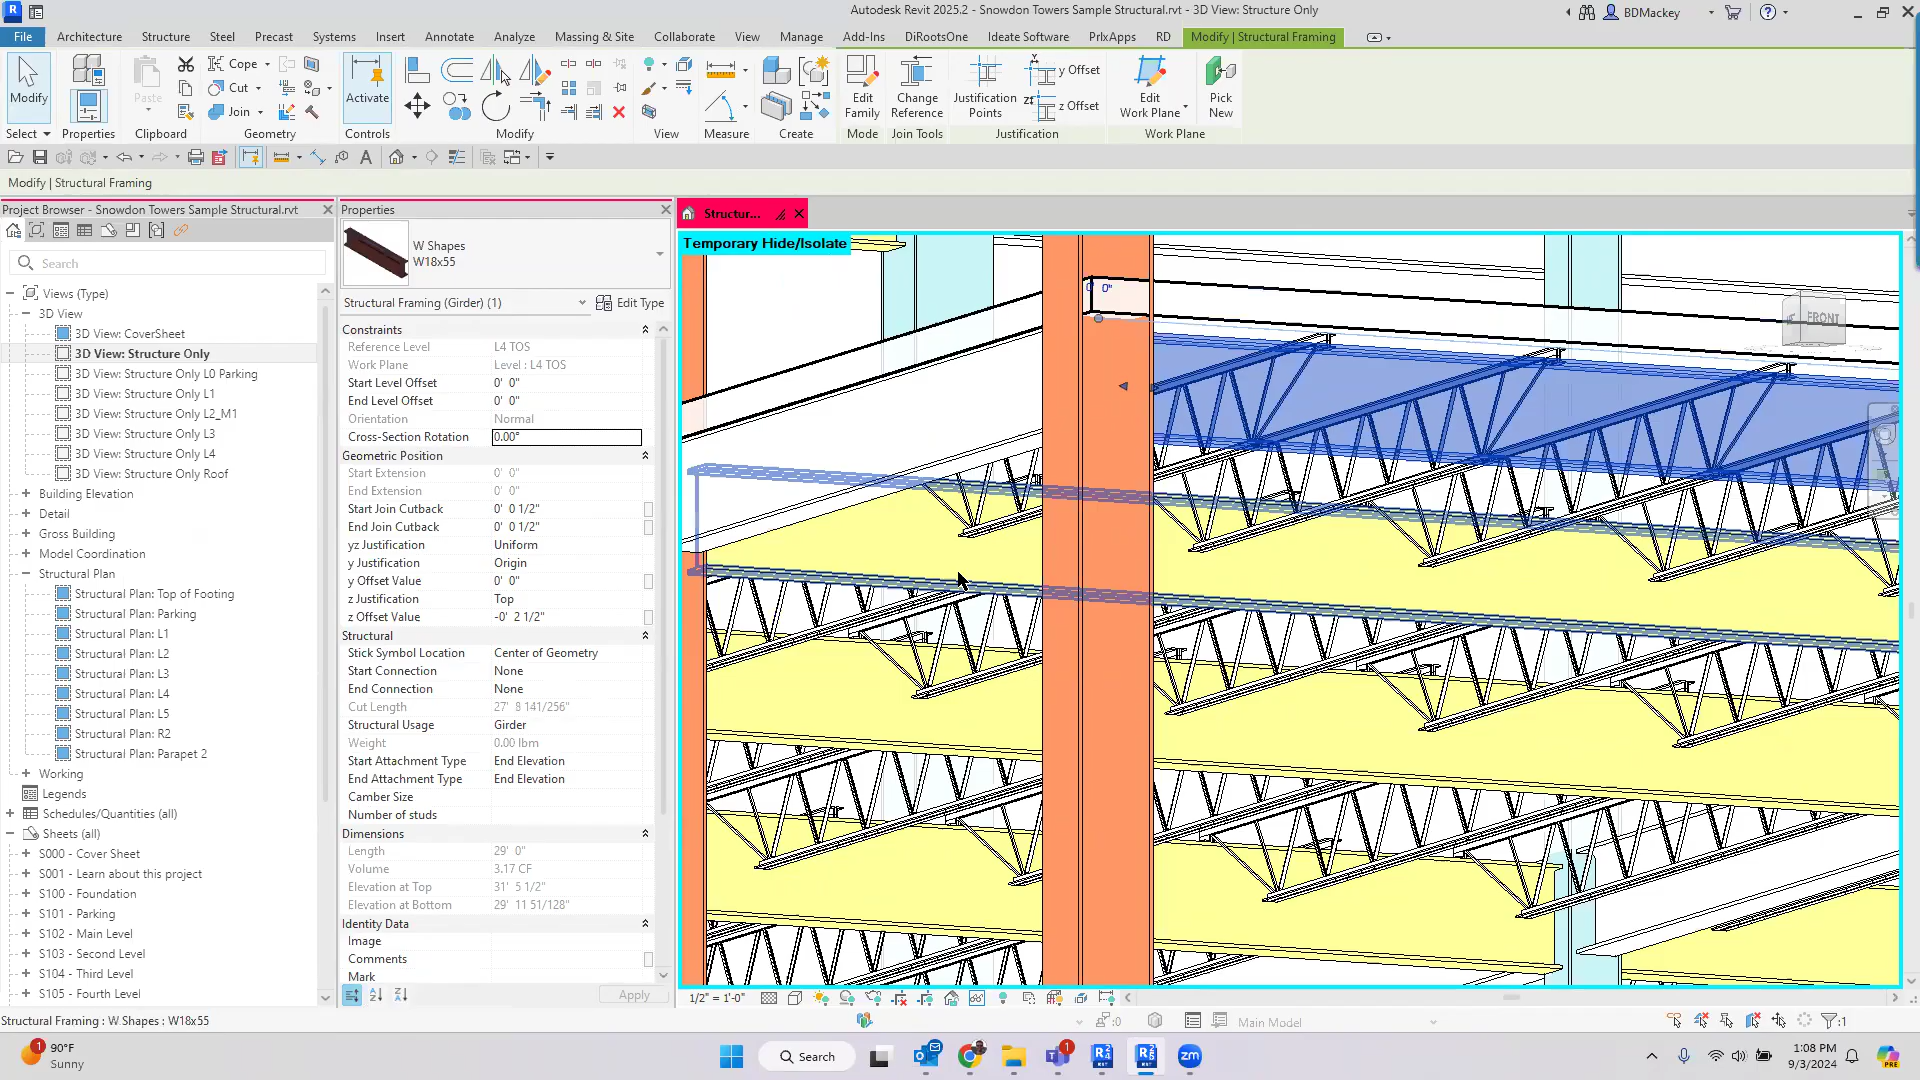 Autodesk Revit 2025.2 - Snowdon Towers Sample Structural.rvt - 3D View: Structure Only
BDMackey
File
Architecture
Structure
Steel
Precast
Systems
Insert
Annotate
Analyze
Massing & Site
Collaborate
View
Manage
Add-Ins
DiRootsOne
Ideate Software
PrlxApps
RD
Modify | Structural Framing
Modify
Select
Properties
Paste
Clipboard
Cope
Cut
Join
Geometry
Activate
Controls
Modify
View
Measure
Create
Edit
Family
Mode
Change
Reference
Join Tools
Justification
Points
y Offset
z Offset
Justification
Edit
Work Plane
Pick
New
Work Plane
Modify | Structural Framing
Project Browser - Snowdon Towers Sample Structural.rvt
Search
Views (Type)
3D View
3D View: CoverSheet
3D View: Structure Only
3D View: Structure Only L0 Parking
3D View: Structure Only L1
3D View: Structure Only L2_M1
3D View: Structure Only L3
3D View: Structure Only L4
3D View: Structure Only Roof
Building Elevation
Detail
Gross Building
Model Coordination
Structural Plan
Structural Plan: Top of Footing
Structural Plan: Parking
Structural Plan: L1
Structural Plan: L2
Structural Plan: L3
Structural Plan: L4
Structural Plan: L5
Structural Plan: R2
Structural Plan: Parapet 2
Working
Legends
Schedules/Quantities (all)
Sheets (all)
S000 - Cover Sheet
S001 - Learn about this project
S100 - Foundation
S101 - Parking
S102 - Main Level
S103 - Second Level
S104 - Third Level
S105 - Fourth Level
Properties
W Shapes
W18x55
Structural Framing (Girder) (1)
Edit Type
Constraints
Reference Level L4 TOS
Work Plane Level : L4 TOS
Start Level Offset 0' 0"
End Level Offset 0' 0"
Orientation Normal
Cross-Section Rotation 0.00°
Geometric Position
Start Extension 0' 0"
End Extension 0' 0"
Start Join Cutback 0' 0 1/2"
End Join Cutback 0' 0 1/2"
yz Justification Uniform
y Justification Origin
y Offset Value 0' 0"
z Justification Top
z Offset Value -0' 2 1/2"
Structural
Stick Symbol Location Center of Geometry
Start Connection None
End Connection None
Cut Length 27' 8 141/256"
Structural Usage Girder
Weight 0.00 lbm
Start Attachment Type End Elevation
End Attachment Type End Elevation
Camber Size
Number of studs
Dimensions
Length 29' 0"
Volume 3.17 CF
Elevation at Top 31' 5 1/2"
Elevation at Bottom 29' 11 51/128"
Identity Data
Image
Comments
Mark
Apply
Structur...
Temporary Hide/Isolate
0' 0"
FRONT
1/2" = 1'-0"
Structural Framing : W Shapes : W18x55
:0
Main Model
:1
1
90°F
Sunny
Search
1
1:08 PM
9/3/2024